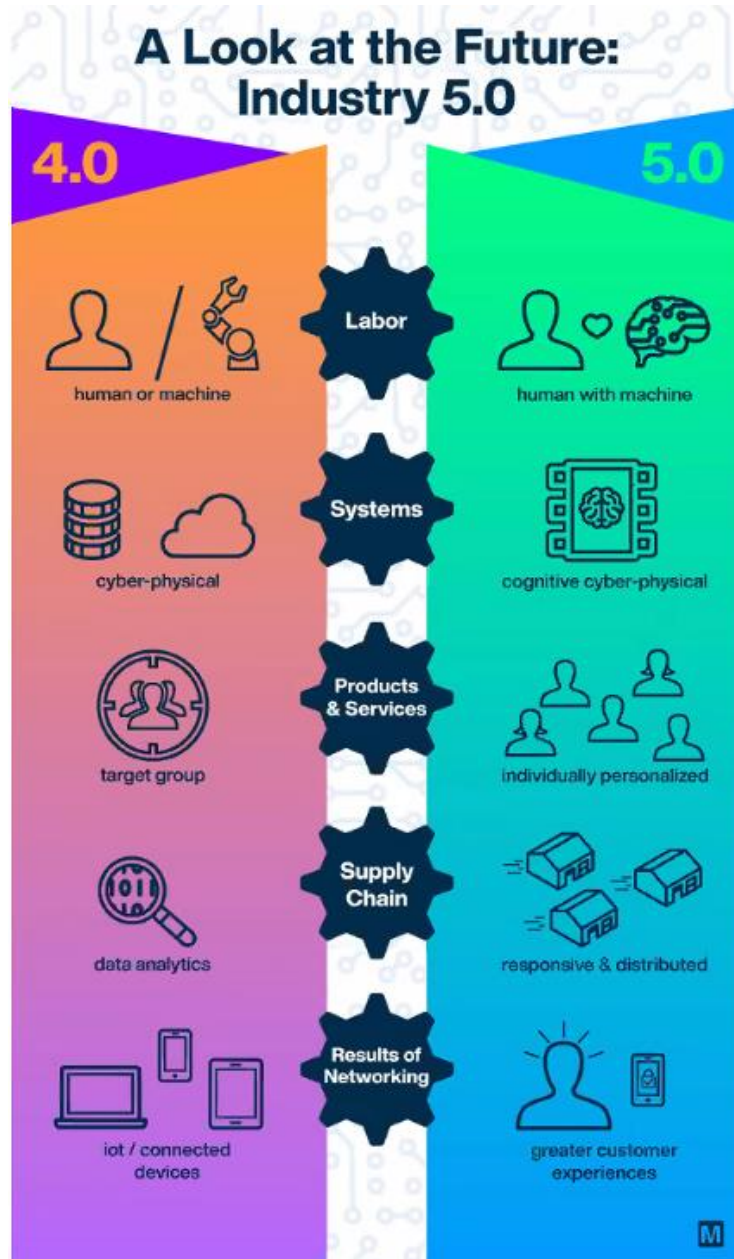 A Look at the Future:
Industry 5.0
4.0
5.0
Labor
human or machine
human with machine
Systems
cyber-physical
cognitive cyber-physical
Products
& Services
target group
individually personalized
1011
10
Supply
Chain
data analytics
responsive & distributed
Results of
Networking
iot / connected
devices
greater customer
experiences
M